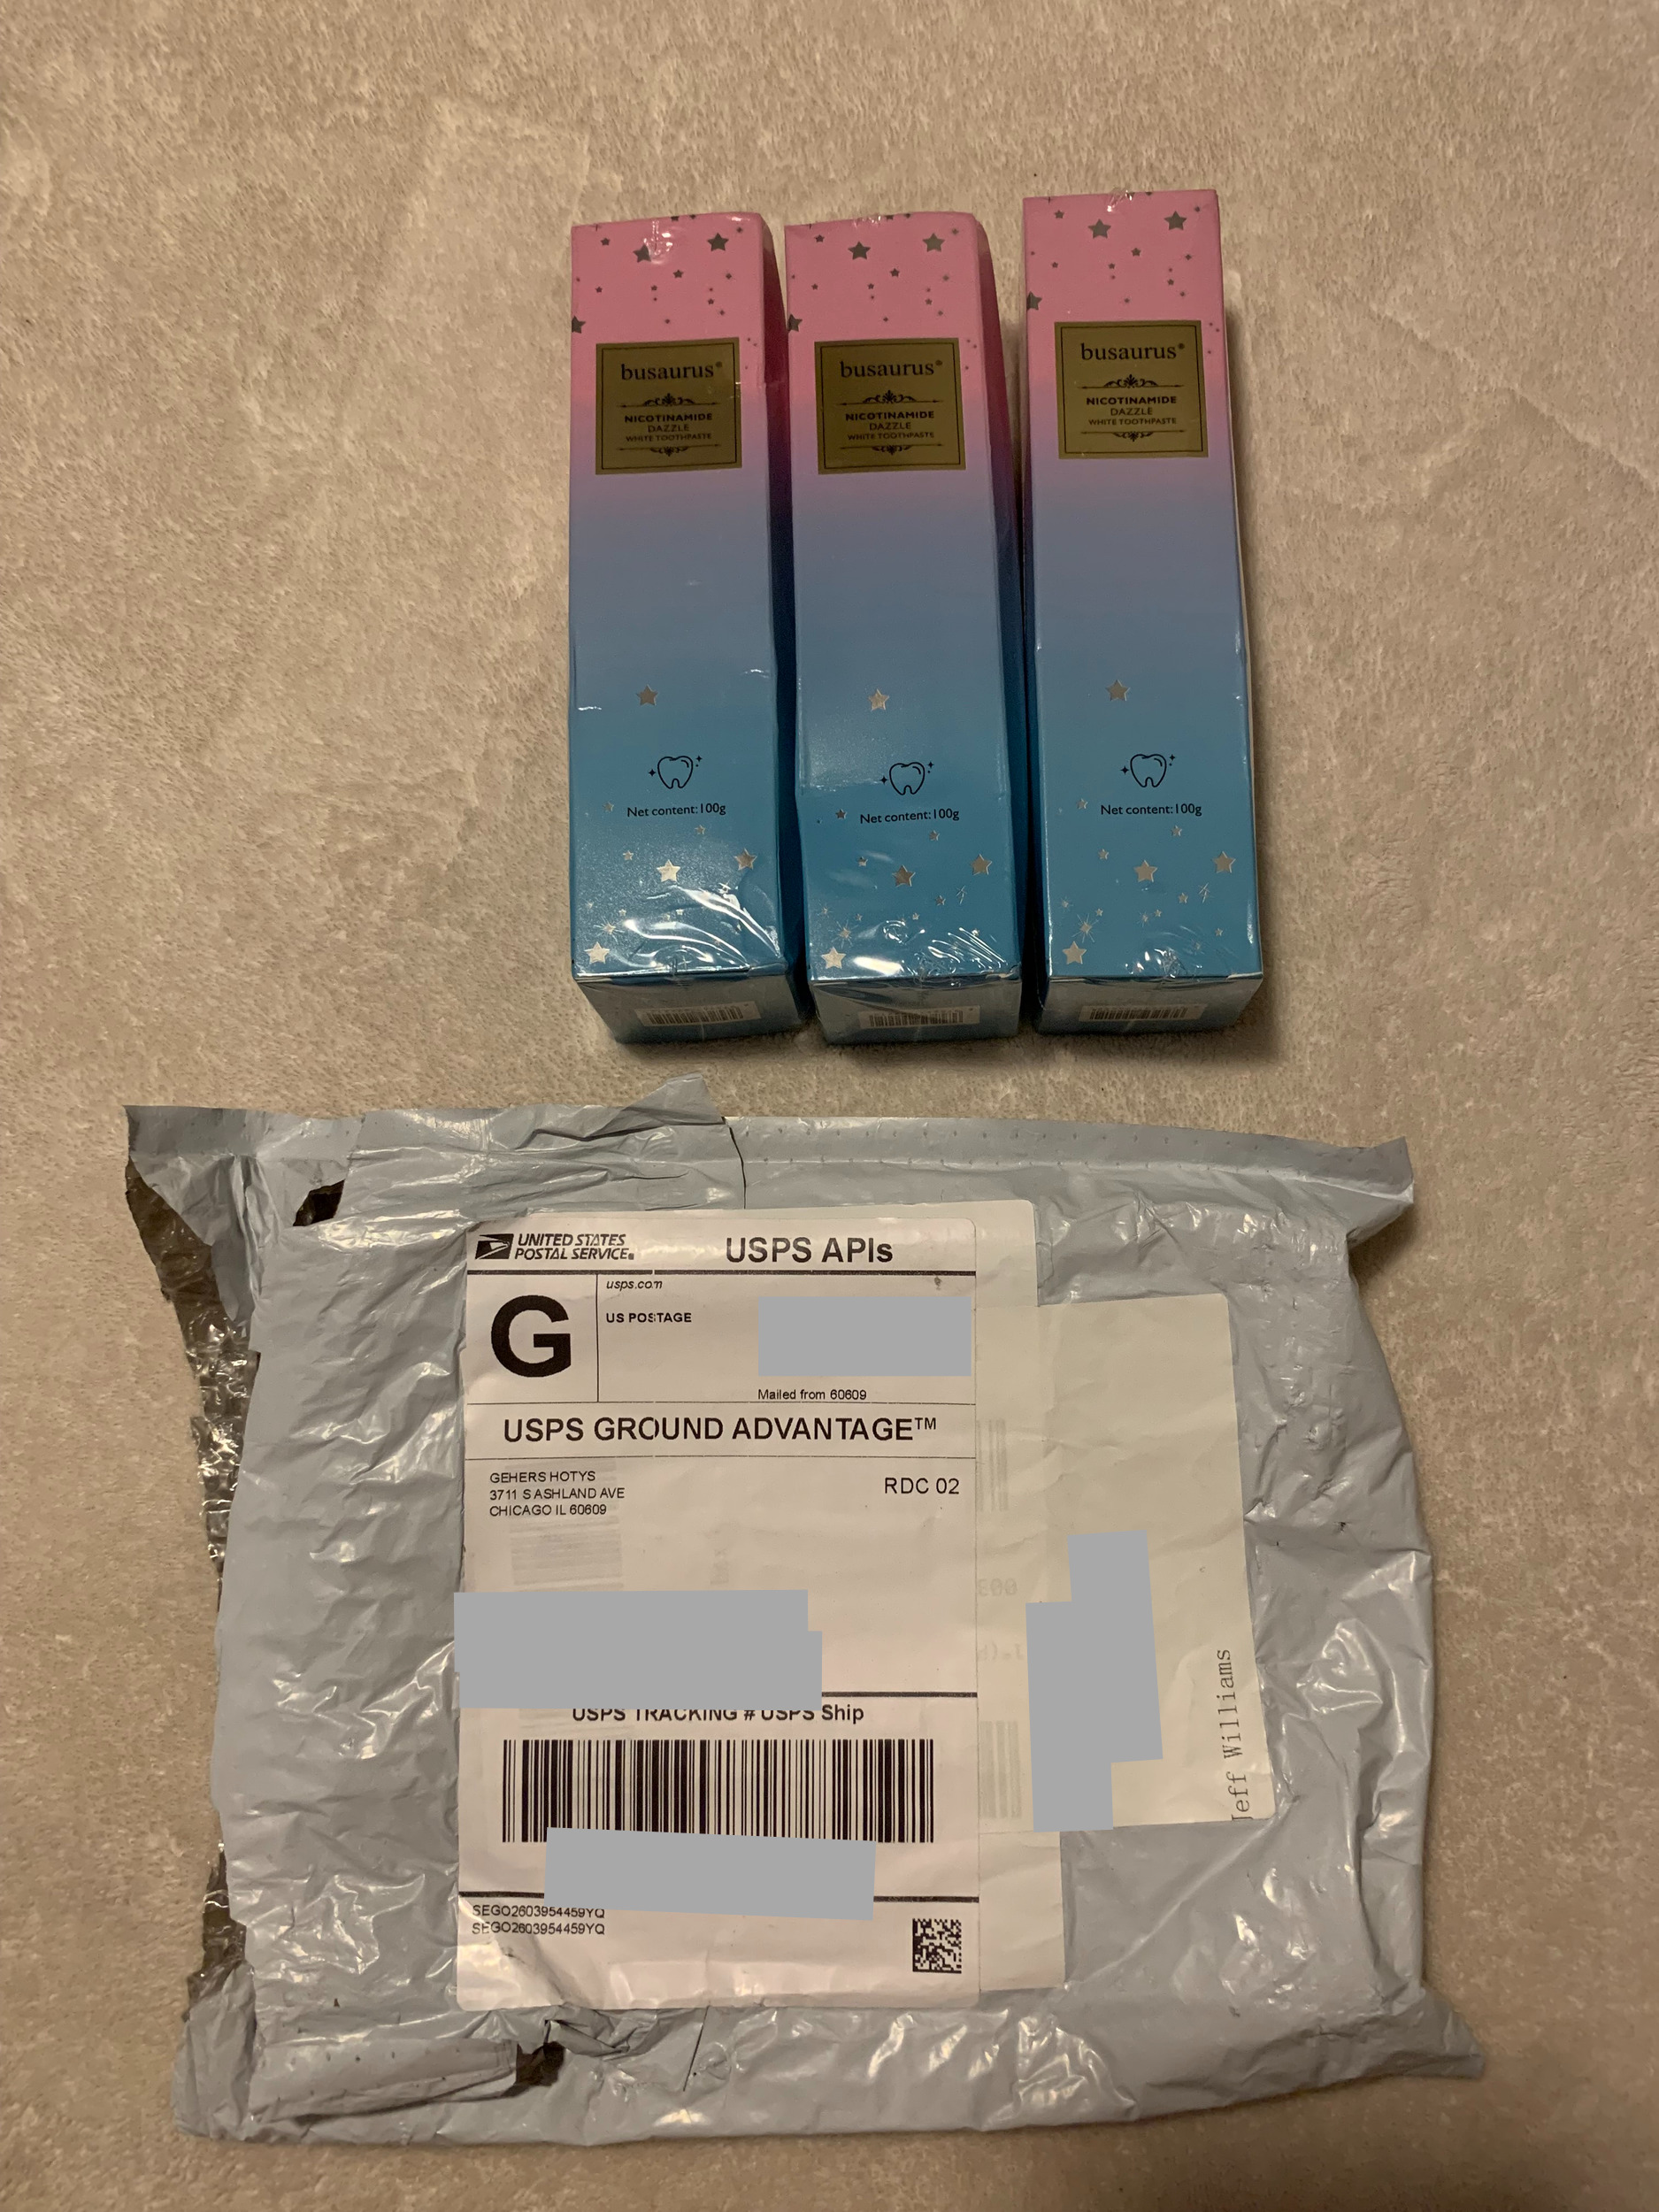 busaurus®
NICOTINAMIDE
DAZZLE
WHITE TOOTHPASTE
Net content:100g
busaurus®
NICOTINAMIDE
DAZZLE
WHITE TOOTHPASTE
Net content:100g
busaurus®
NICOTINAMIDE
DAZZLE
WHITE TOOTHPASTE
Net content:100g
UNITED STATES
POSTAL SERVICE®
USPS APIs
G
usps.com
US POSTAGE
Mailed from 60609
USPS GROUND ADVANTAGE™
GEHERS HOTYS
3711 S ASHLAND AVE
CHICAGO IL 60609
RDC 02
USPS TRACKING # USPS Ship
SEGO2603954459YQ
SEGO2603954459YQ
Jeff Williams